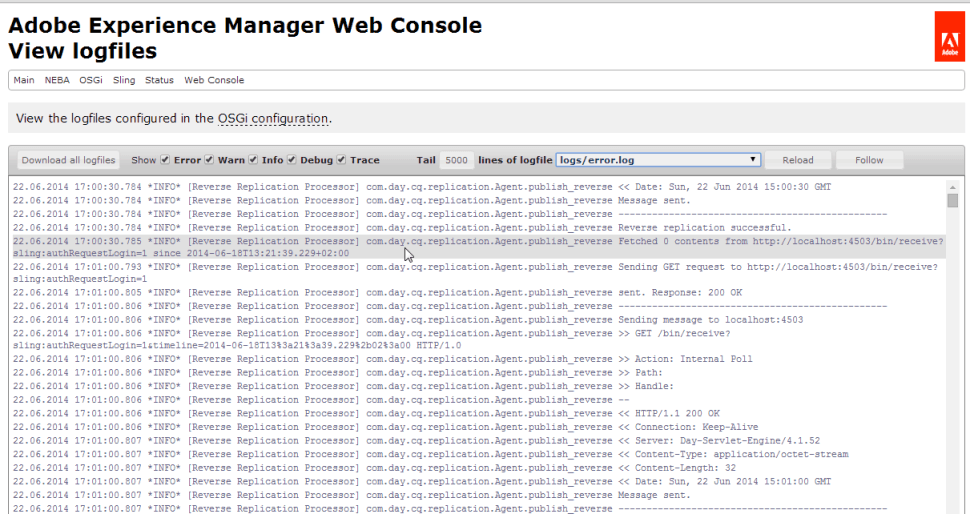 Adobe Experience Manager Web Console
View logfiles
Adobe
Main NEBA OSGi Sling Status Web Console
View the logfiles configured in the OSGi configuration.
Download all logfiles Show Error Warn Info Debug Trace Tail 5000 lines of logfile logs/error.log Reload Follow
22.06.2014 17:00:30.784 *INFO* [Reverse Replication Processor] com.day.cq.replication.Agent.publish_reverse << Date: Sun, 22 Jun 2014 15:00:30 GMT
22.06.2014 17:00:30.784 *INFO* [Reverse Replication Processor] com.day.cq.replication.Agent.publish_reverse Message sent.
22.06.2014 17:00:30.784 *INFO* [Reverse Replication Processor] com.day.cq.replication.Agent.publish_reverse ------------------------------------------------
22.06.2014 17:00:30.784 *INFO* [Reverse Replication Processor] com.day.cq.replication.Agent.publish_reverse Reverse replication successful.
22.06.2014 17:00:30.785 *INFO* [Reverse Replication Processor] com.day.cq.replication.Agent.publish_reverse Fetched 0 contents from http://localhost:4503/bin/receive?
sling:authRequestLogin=1 since 2014-06-18T13:21:39.229+02:00
22.06.2014 17:01:00.793 *INFO* [Reverse Replication Processor] com.day.cq.replication.Agent.publish_reverse Sending GET request to http://localhost:4503/bin/receive?
sling:authRequestLogin=1
22.06.2014 17:01:00.805 *INFO* [Reverse Replication Processor] com.day.cq.replication.Agent.publish_reverse sent. Response: 200 OK
22.06.2014 17:01:00.806 *INFO* [Reverse Replication Processor] com.day.cq.replication.Agent.publish_reverse ------------------------------------------------
22.06.2014 17:01:00.806 *INFO* [Reverse Replication Processor] com.day.cq.replication.Agent.publish_reverse Sending message to localhost:4503
22.06.2014 17:01:00.806 *INFO* [Reverse Replication Processor] com.day.cq.replication.Agent.publish_reverse >> GET /bin/receive?
sling:authRequestLogin=1&timeline=2014-06-18T13%3a21%3a39.229%2b02%3a00 HTTP/1.0
22.06.2014 17:01:00.806 *INFO* [Reverse Replication Processor] com.day.cq.replication.Agent.publish_reverse >> Action: Internal Poll
22.06.2014 17:01:00.806 *INFO* [Reverse Replication Processor] com.day.cq.replication.Agent.publish_reverse >> Path:
22.06.2014 17:01:00.806 *INFO* [Reverse Replication Processor] com.day.cq.replication.Agent.publish_reverse >> Handle:
22.06.2014 17:01:00.806 *INFO* [Reverse Replication Processor] com.day.cq.replication.Agent.publish_reverse --
22.06.2014 17:01:00.806 *INFO* [Reverse Replication Processor] com.day.cq.replication.Agent.publish_reverse << HTTP/1.1 200 OK
22.06.2014 17:01:00.806 *INFO* [Reverse Replication Processor] com.day.cq.replication.Agent.publish_reverse << Connection: Keep-Alive
22.06.2014 17:01:00.807 *INFO* [Reverse Replication Processor] com.day.cq.replication.Agent.publish_reverse << Server: Day-Servlet-Engine/4.1.52
22.06.2014 17:01:00.807 *INFO* [Reverse Replication Processor] com.day.cq.replication.Agent.publish_reverse << Content-Type: application/octet-stream
22.06.2014 17:01:00.807 *INFO* [Reverse Replication Processor] com.day.cq.replication.Agent.publish_reverse << Content-Length: 32
22.06.2014 17:01:00.807 *INFO* [Reverse Replication Processor] com.day.cq.replication.Agent.publish_reverse << Date: Sun, 22 Jun 2014 15:01:00 GMT
22.06.2014 17:01:00.807 *INFO* [Reverse Replication Processor] com.day.cq.replication.Agent.publish_reverse Message sent.
22.06.2014 17:01:00.807 *INFO* [Reverse Replication Processor] com.day.cq.replication.Agent.publish_reverse ------------------------------------------------